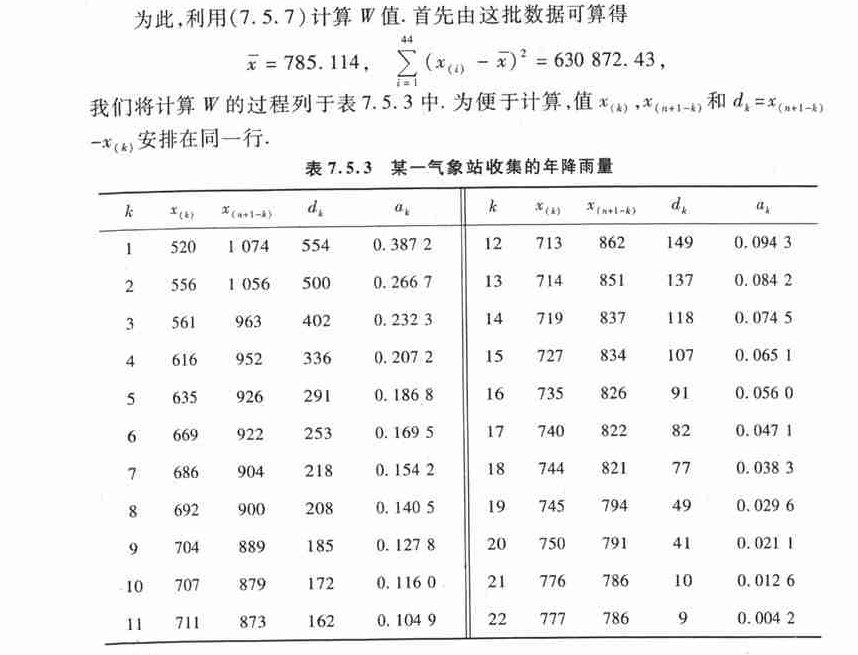 为此,利用(7.5.7)计算 W 值. 首先由这批数据可算得
x̄ = 785.114, ∑_{i=1}^{44} (x_(i) - x̄)² = 630 872.43,
我们将计算 W 的过程列于表 7.5.3 中. 为便于计算,值 x_(k), x_(n+1-k) 和 d_k = x_(n+1-k)
-x_(k) 安排在同一行.
表 7.5.3 某一气象站收集的年降雨量
k x_(k) x_(n+1-k) d_k a_k k x_(k) x_(n+1-k) d_k a_k
1 520 1 074 554 0.387 2 12 713 862 149 0.094 3
2 556 1 056 500 0.266 7 13 714 851 137 0.084 2
3 561 963 402 0.232 3 14 719 837 118 0.074 5
4 616 952 336 0.207 2 15 727 834 107 0.065 1
5 635 926 291 0.186 8 16 735 826 91 0.056 0
6 669 922 253 0.169 5 17 740 822 82 0.047 1
7 686 904 218 0.154 2 18 744 821 77 0.038 3
8 692 900 208 0.140 5 19 745 794 49 0.029 6
9 704 889 185 0.127 8 20 750 791 41 0.021 1
10 707 879 172 0.116 0 21 776 786 10 0.012 6
11 711 873 162 0.104 9 22 777 786 9 0.004 2